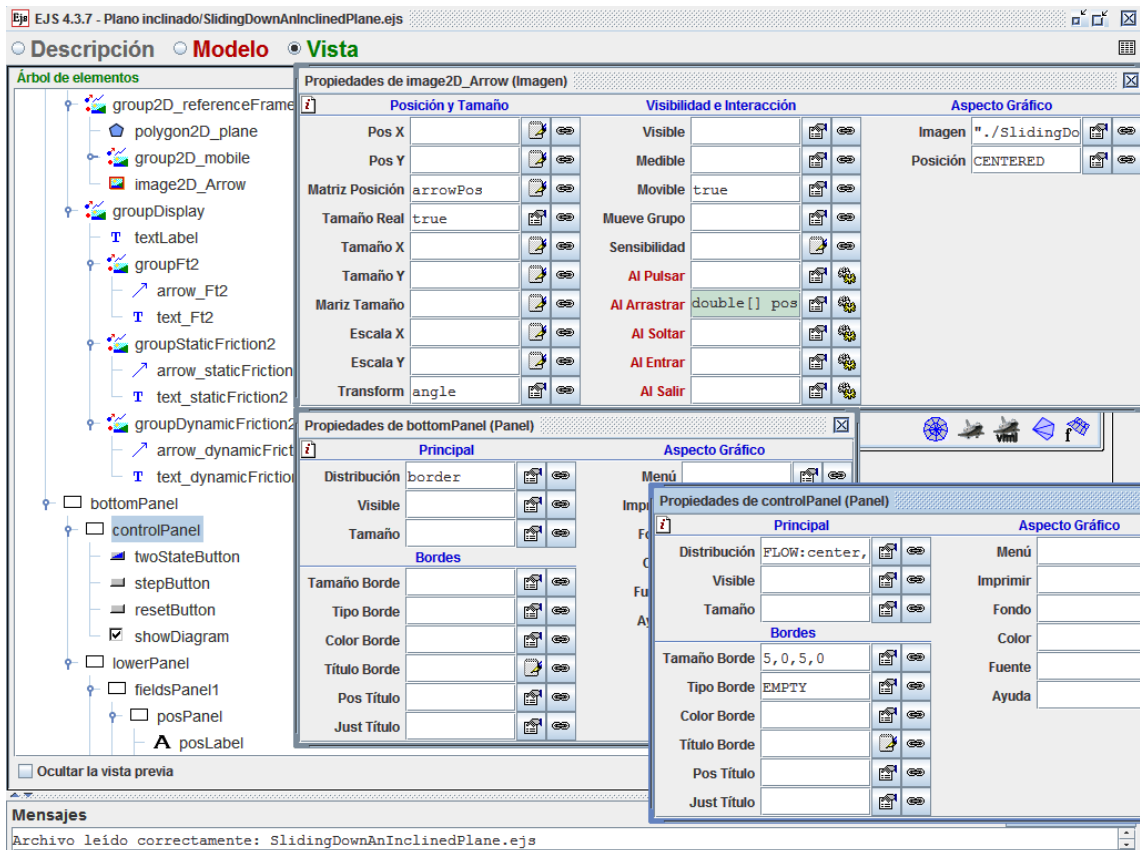 EJS 4.3.7 - Plano inclinado/SlidingDownAnInclinedPlane.ejs
Descripción Modelo Vista
Árbol de elementos
group2D_referenceFrame
polygon2D_plane
group2D_mobile
image2D_Arrow
groupDisplay
textLabel
groupFt2
arrow_Ft2
text_Ft2
groupStaticFriction2
arrow_staticFriction
text_staticFriction2
groupDynamicFriction2
arrow_dynamicFrict
text_dynamicFrictio
bottomPanel
controlPanel
twoStateButton
stepButton
resetButton
showDiagram
lowerPanel
fieldsPanel1
posPanel
A posLabel
Ocultar la vista previa
Propiedades de image2D_Arrow (Imagen)
Posición y Tamaño Visibilidad e Interacción Aspecto Gráfico
Pos X Visible Imagen "./SlidingDo
Pos Y Medible Posición CENTERED
Matriz Posición arrowPos Movible true
Tamaño Real true Mueve Grupo
Tamaño X Sensibilidad
Tamaño Y Al Pulsar
Mariz Tamaño Al Arrastrar double[] pos
Escala X Al Soltar
Escala Y Al Entrar
Transform angle Al Salir
Propiedades de bottomPanel (Panel)
Principal Aspecto Gráfico
Distribución border Menú
Visible
Tamaño
Bordes
Tamaño Borde
Tipo Borde
Color Borde
Título Borde
Pos Título
Just Título
Propiedades de controlPanel (Panel)
Principal Aspecto Gráfico
Distribución FLOW:center, Menú
Visible Imprimir
Tamaño Fondo
Bordes Color
Tamaño Borde 5,0,5,0 Fuente
Tipo Borde EMPTY Ayuda
Color Borde
Título Borde
Pos Título
Just Título
Mensajes
Archivo leído correctamente: SlidingDownAnInclinedPlane.ejs